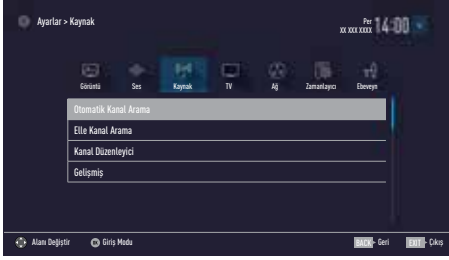 Ayarlar > Kaynak
Per
xx xxx xxxx
14:00
Görüntü Ses Kaynak TV Ağ Zamanlayıcı Ebeveyn
Otomatik Kanal Arama
Elle Kanal Arama
Kanal Düzenleyici
Gelişmiş
Alanı Değiştir OK Giriş Modu BACK - Geri EXIT - Çıkış